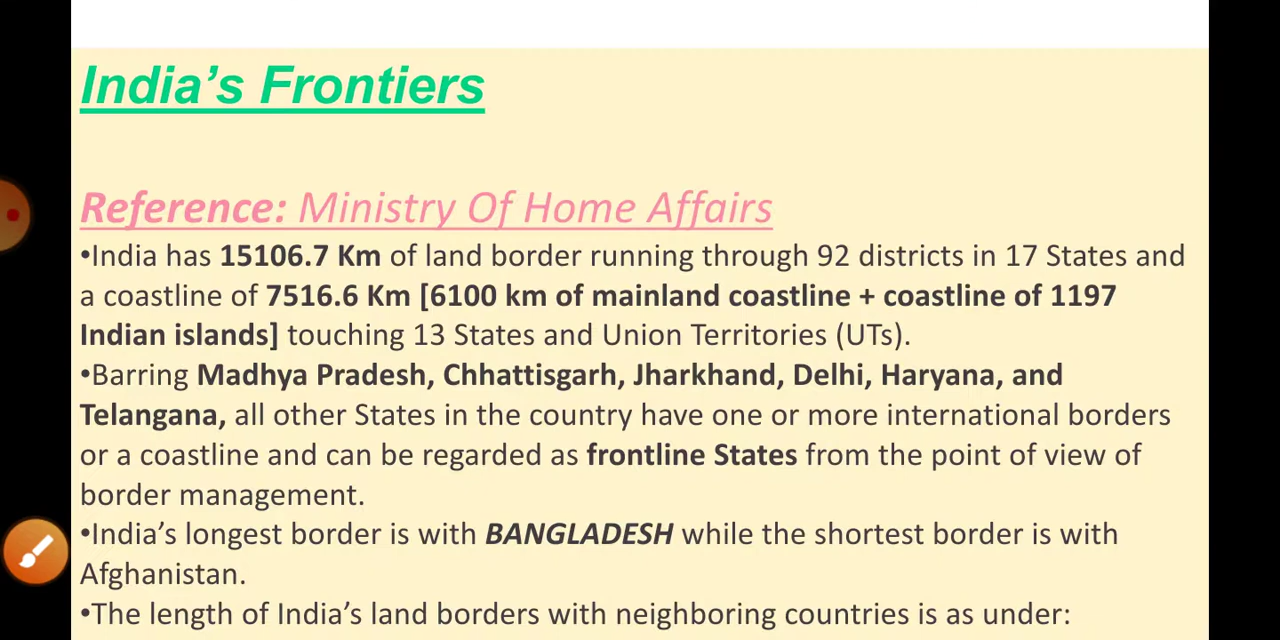 India’s Frontiers
Reference: Ministry Of Home Affairs
•India has 15106.7 Km of land border running through 92 districts in 17 States and
a coastline of 7516.6 Km [6100 km of mainland coastline + coastline of 1197
Indian islands] touching 13 States and Union Territories (UTs).
•Barring Madhya Pradesh, Chhattisgarh, Jharkhand, Delhi, Haryana, and
Telangana, all other States in the country have one or more international borders
or a coastline and can be regarded as frontline States from the point of view of
border management.
•India’s longest border is with BANGLADESH while the shortest border is with
Afghanistan.
•The length of India’s land borders with neighboring countries is as under: